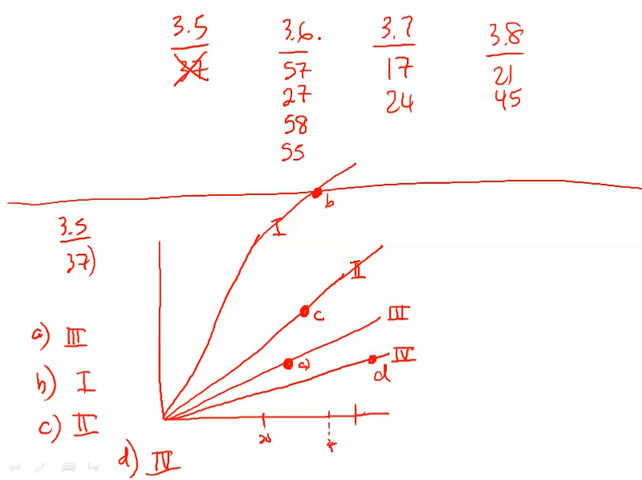 3.5 3.6. 3.7 3.8
37 57 17 21
27 24 45
58
55
b
I
3.5
37)
II
c
III
a) III
a)
IV
d
b) I
c) II
20
d) IV